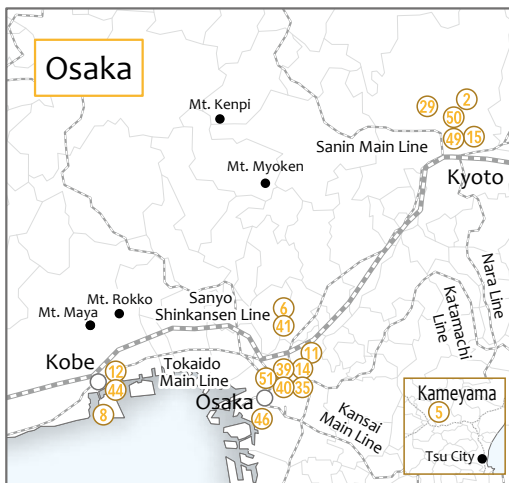 Osaka
Mt. Kenpi
29
2
50
49
15
Sanin Main Line
Mt. Myoken
Kyoto
Nara Line
Katamachi Line
Sanyo
Shinkansen Line
6
41
Mt. Rokko
Mt. Maya
Kobe
12
44
8
Tokaido
Main Line
11
39
14
51
40
35
Osaka
46
Kansai
Main Line
Kameyama
5
Tsu City